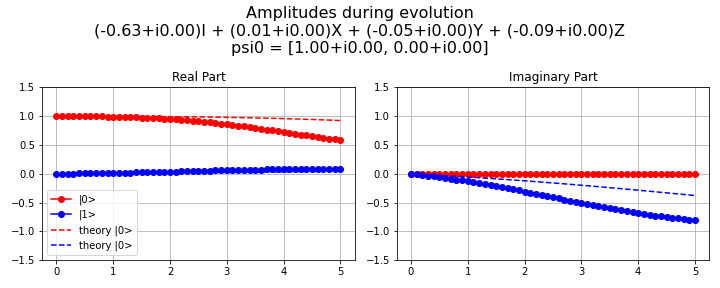 Amplitudes during evolution
(-0.63+i0.00)I + (0.01+i0.00)X + (-0.05+i0.00)Y + (-0.09+i0.00)Z
psi0 = [1.00+i0.00, 0.00+i0.00]
Real Part
1.5
1.0
0.5
0.0
−0.5
−1.0
−1.5
|0>
|1>
theory |0>
theory |0>
0 1 2 3 4 5
Imaginary Part
1.5
1.0
0.5
0.0
−0.5
−1.0
−1.5
0 1 2 3 4 5